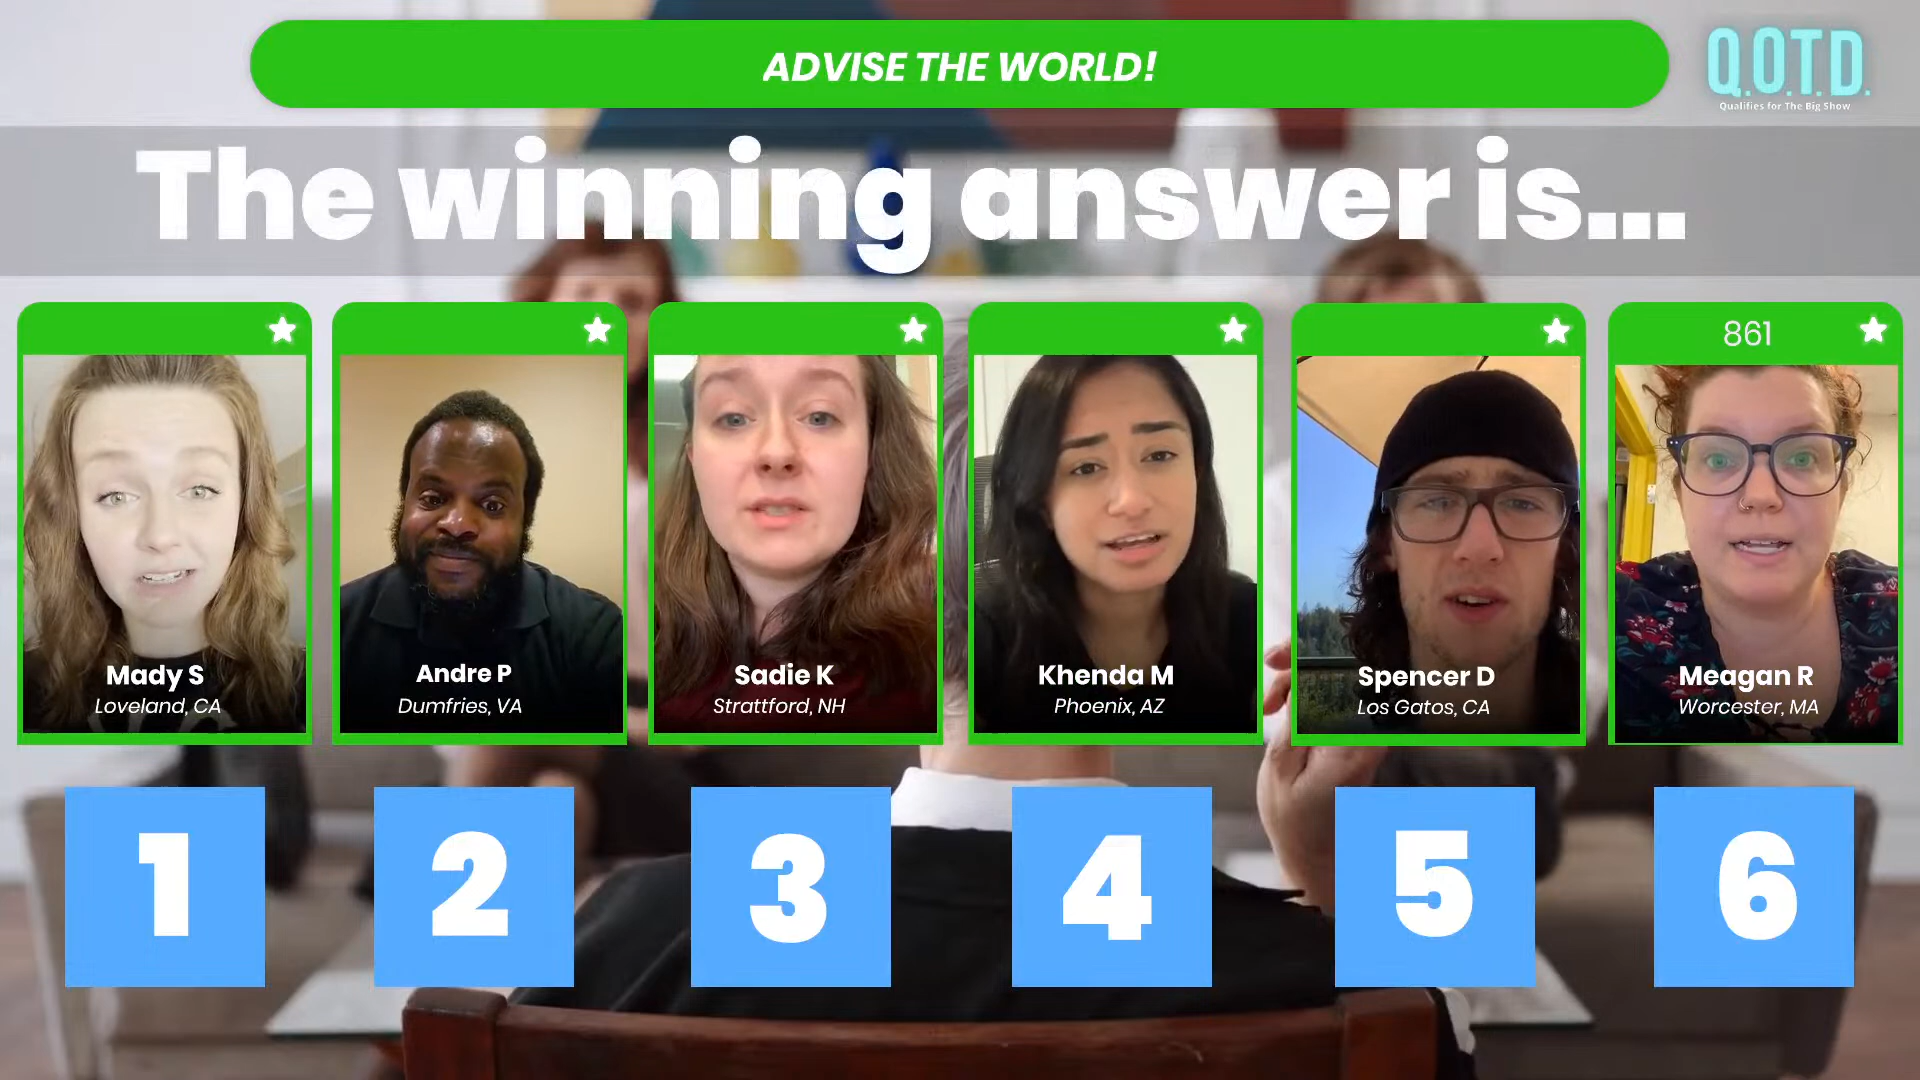 ADVISE THE WORLD!
Q.O.T.D.
Qualifies for The Big Show
The winning answer is...
861
Mady S
Loveland, CA
Andre P
Dumfries, VA
Sadie K
Strattford, NH
Khenda M
Phoenix, AZ
Spencer D
Los Gatos, CA
Meagan R
Worcester, MA
1
2
3
4
5
6